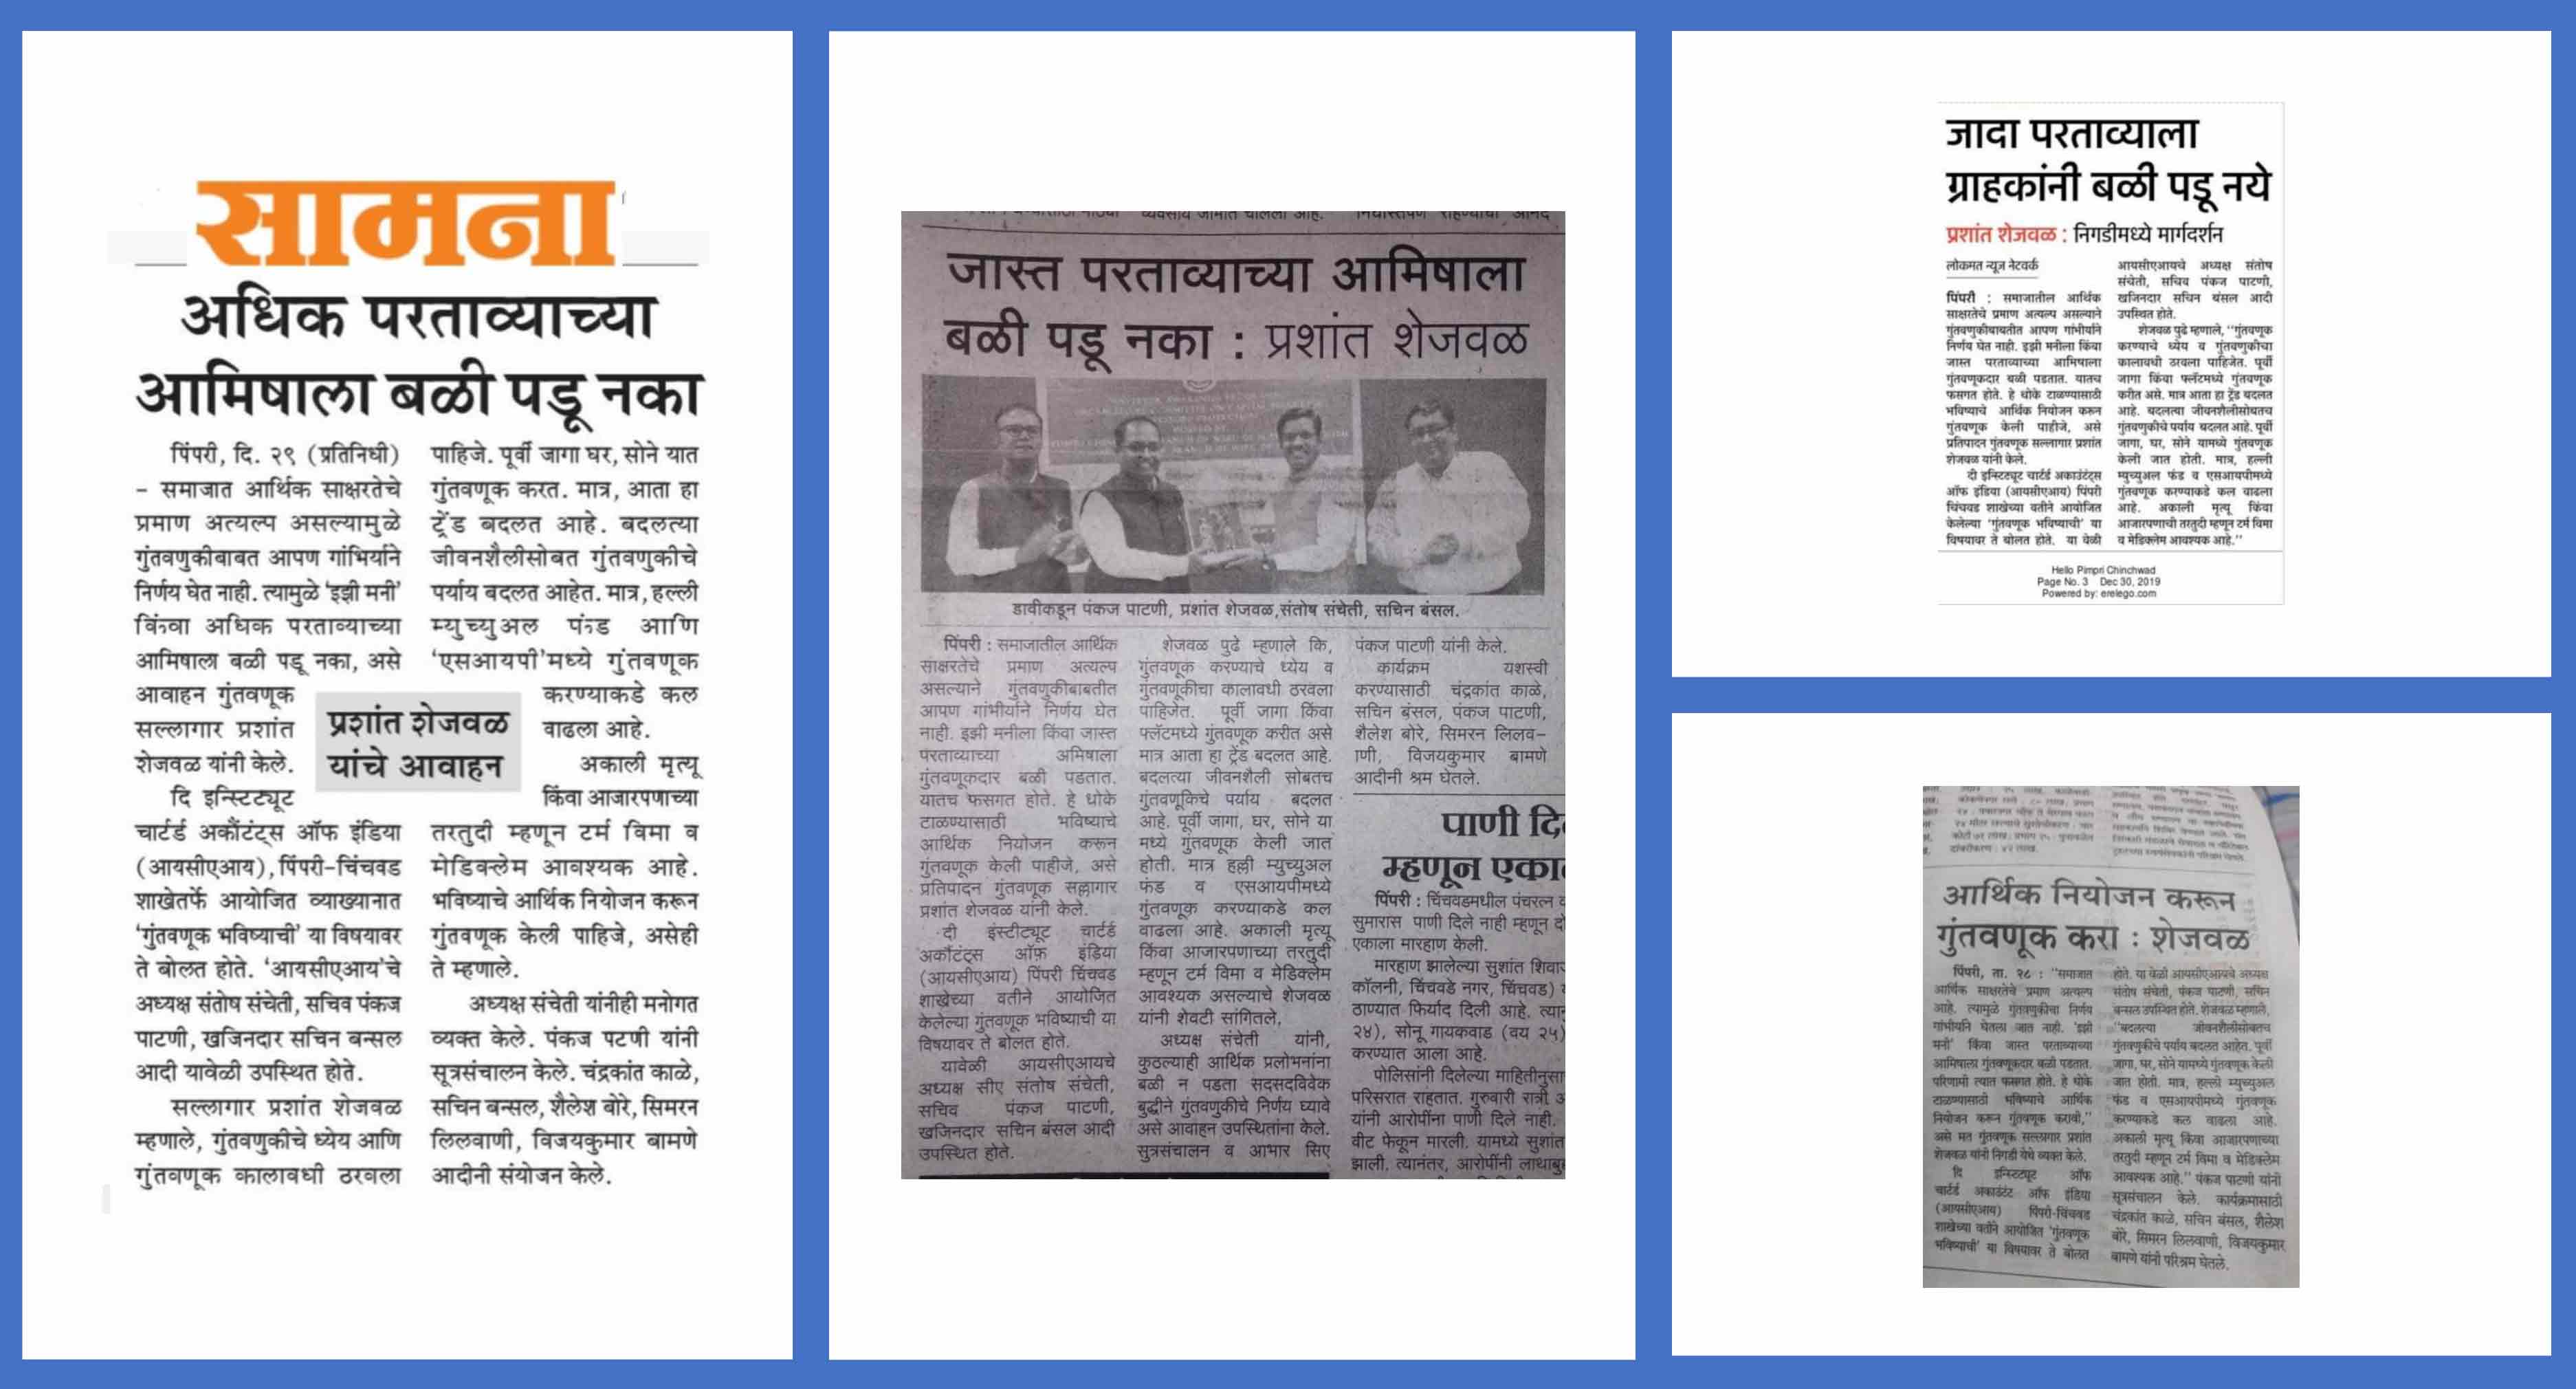 सामना
अधिक परताव्याच्या
आमिषाला बळी पडू नका
पिंपरी, दि. २९ (प्रतिनिधी)
– समाजात आर्थिक साक्षरतेचे
प्रमाण अत्यल्प असल्यामुळे
गुंतवणुकीबाबत आपण गांभिर्याने
निर्णय घेत नाही. त्यामुळे 'इझी मनी'
किंवा अधिक परताव्याच्या
आमिषाला बळी पडू नका, असे
आवाहन गुंतवणूक
सल्लागार प्रशांत
शेजवळ यांनी केले.
दि इन्स्टिट्यूट
चार्टर्ड अकौंटंट्स ऑफ इंडिया
(आयसीएआय), पिंपरी-चिंचवड
शाखेतर्फे आयोजित व्याख्यानात
'गुंतवणूक भविष्याची' या विषयावर
ते बोलत होते. 'आयसीएआय'चे
अध्यक्ष संतोष संचेती, सचिव पंकज
पाटणी, खजिनदार सचिन बन्सल
आदी यावेळी उपस्थित होते.
सल्लागार प्रशांत शेजवळ
म्हणाले, गुंतवणुकीचे ध्येय आणि
गुंतवणूक कालावधी ठरवला
प्रशांत शेजवळ
यांचे आवाहन
पाहिजे. पूर्वी जागा घर, सोने यात
गुंतवणूक करत. मात्र, आता हा
ट्रेंड बदलत आहे. बदलत्या
जीवनशैलीसोबत गुंतवणुकीचे
पर्याय बदलत आहेत. मात्र, हल्ली
म्युच्युअल फंड आणि
'एसआयपी'मध्ये गुंतवणूक
करण्याकडे कल
वाढला आहे.
अकाली मृत्यू
किंवा आजारपणाच्या
तरतुदी म्हणून टर्म विमा व
मेडिक्लेम आवश्यक आहे.
भविष्याचे आर्थिक नियोजन करून
गुंतवणूक केली पाहिजे, असेही
ते म्हणाले.
अध्यक्ष संचेती यांनीही मनोगत
व्यक्त केले. पंकज पटणी यांनी
सूत्रसंचालन केले. चंद्रकांत काळे,
सचिन बन्सल, शैलेश बोरे, सिमरन
लिलवाणी, विजयकुमार बामणे
आदीनी संयोजन केले.
जास्त परताव्याच्या आमिषाला
बळी पडू नका : प्रशांत शेजवळ
डावीकडून पंकज पाटणी, प्रशांत शेजवळ,संतोष संचेती, सचिन बंसल.
पिंपरी : समाजातील आर्थिक
साक्षरतेचे प्रमाण अत्यल्प
असल्याने गुंतवणुकीबाबतीत
आपण गांभीर्याने निर्णय घेत
नाही. इझी मनीला किंवा जास्त
परताव्याच्या अमिषाला
गुंतवणूकदार बळी पडतात.
यातच फसगत होते. हे धोके
टाळण्यासाठी भविष्याचे
आर्थिक नियोजन करून
गुंतवणूक केली पाहीजे, असे
प्रतिपादन गुंतवणूक सल्लागार
प्रशांत शेजवळ यांनी केले.
दी इंस्टीट्यूट चार्टर्ड
अकौंटंट्स ऑफ़ इंडिया
(आयसीएआय) पिंपरी चिंचवड
शाखेच्या वतीने आयोजित
केलेल्या गुंतवणूक भविष्याची या
विषयावर ते बोलत होते.
यावेळी आयसीएआयचे
अध्यक्ष सीए संतोष संचेती,
सचिव पंकज पाटणी,
खजिनदार सचिन बंसल आदी
उपस्थित होते.
शेजवळ पुढे म्हणाले कि,
गुंतवणूक करण्याचे ध्येय व
गुंतवणूकीचा कालावधी ठरवला
पाहिजेत. पूर्वी जागा किंवा
फ्लॅटमध्ये गुंतवणूक करीत असे
मात्र आता हा ट्रेंड बदलत आहे.
बदलत्या जीवनशैली सोबतच
गुंतवणूकिचे पर्याय बदलत
आहे. पूर्वी जागा, घर, सोने या
मध्ये गुंतवणूक केली जात
होती. मात्र हल्ली म्युच्युअल
फंड व एसआयपीमध्ये
गुंतवणूक करण्याकडे कल
वाढला आहे. अकाली मृत्यू
किंवा आजारपणाच्या तरतुदी
म्हणून टर्म विमा व मेडिक्लेम
आवश्यक असल्याचे शेजवळ
यांनी शेवटी सांगितले,
अध्यक्ष संचेती यांनी,
कुठल्याही आर्थिक प्रलोभनांना
बळी न पडता सदसदविवेक
बुद्धीने गुंतवणुकीचे निर्णय घ्यावे
असे आवाहन उपस्थितांना केले.
सुत्रसंचालन व आभार सिए
पंकज पाटणी यांनी केले.
कार्यक्रम यशस्वी
करण्यासाठी चंद्रकांत काळे,
सचिन बंसल, पंकज पाटणी,
शैलेश बोरे, सिमरन लिलव-
ाणी, विजयकुमार बामणे
आदीनी श्रम घेतले.
पाणी
म्हणून
पिंपरी : चिंचवडमधील पंचरत्न
सुमारास पाणी दिले नाही म्हणून
एकाला मारहाण केली.
मारहाण झालेल्या सुशांत
कॉलनी, चिंचवडे नगर, चिंचवड)
ठाण्यात फिर्याद दिली आहे.
२४), सोनू गायकवाड (वय २५)
करण्यात आला आहे.
पोलिसांनी दिलेल्या
परिसरात राहतात. गुरुवारी रात्री
यांनी आरोपींना पाणी दिले नाही.
वीट फेकून मारली. यामध्ये सुशांत
झाली. त्यानंतर, आरोपींनी
जादा परताव्याला
ग्राहकांनी बळी पडू नये
प्रशांत शेजवळ : निगडीमध्ये मार्गदर्शन
लोकमत न्यूज नेटवर्क
पिंपरी : समाजातील आर्थिक
साक्षरतेचे प्रमाण अत्यल्प असल्याने
गुंतवणुकीबाबतीत आपण गांभीर्याने
निर्णय घेत नाही. इझी मनीला किंवा
जास्त परताव्याच्या आमिषाला
गुंतवणूकदार बळी पडतात. यातच
फसगत होते. हे धोके टाळण्यासाठी
भविष्याचे आर्थिक नियोजन करून
गुंतवणूक केली पाहीजे, असे
प्रतिपादन गुंतवणूक सल्लागार प्रशांत
शेजवळ यांनी केले.
दी इन्स्टिट्यूट चार्टर्ड अकाउंटंट्स
ऑफ इंडिया (आयसीएआय) पिंपरी
चिंचवड शाखेच्या वतीने आयोजित
केलेल्या 'गुंतवणूक भविष्याची' या
विषयावर ते बोलत होते. या वेळी
आयसीएआयचे अध्यक्ष संतोष
संचेती, सचिव पंकज पाटणी,
खजिनदार सचिन बंसल आदी
उपस्थित होते.
शेजवळ पुढे म्हणाले, ''गुंतवणूक
करण्याचे ध्येय व गुंतवणुकीचा
कालावधी ठरवला पाहिजेत. पूर्वी
जागा किंवा फ्लॅटमध्ये गुंतवणूक
करीत असे. मात्र आता हा ट्रेंड बदलत
आहे. बदलत्या जीवनशैलीसोबतच
गुंतवणुकीचे पर्याय बदलत आहे. पूर्वी
जागा, घर, सोने यामध्ये गुंतवणूक
केली जात होती. मात्र, हल्ली
म्युच्युअल फंड व एसआयपीमध्ये
गुंतवणूक करण्याकडे कल वाढला
आहे. अकाली मृत्यू किंवा
आजारपणाची तरतुदी म्हणून टर्म विमा
व मेडिक्लेम आवश्यक आहे.''
Hello Pimpri Chinchwad
Page No. 3 Dec 30, 2019
Powered by: erelego.com
आर्थिक नियोजन करून
गुंतवणूक करा : शेजवळ
पिंपरी, ता. २८ : ''समाजात
आर्थिक साक्षरतेचे प्रमाण अत्यल्प
आहे. त्यामुळे गुंतवणुकीचा निर्णय
गांभीर्याने घेतला जात नाही. 'इझी
मनी' किंवा जास्त परताव्याच्या
आमिषाला गुंतवणूकदार बळी पडतात.
परिणामी त्यात फसगत होते. हे धोके
टाळण्यासाठी भविष्याचे आर्थिक
नियोजन करून गुंतवणूक करावी,''
असे मत गुंतवणूक सल्लागार प्रशांत
शेजवळ यांनी निगडी येथे व्यक्त केले.
दि इन्स्टिट्यूट ऑफ
चार्टर्ड अकाउंटंट ऑफ इंडिया
(आयसीएआय) पिंपरी-चिंचवड
शाखेच्या वतीने आयोजित 'गुंतवणूक
भविष्याची' या विषयावर ते बोलत
होते. या वेळी आयसीएआयचे अध्यक्ष
संतोष संचेती, पंकज पाटणी, सचिन
बन्सल उपस्थित होते. शेजवळ म्हणाले,
''बदलत्या जीवनशैलीसोबतच
गुंतवणुकीचे पर्याय बदलत आहेत. पूर्वी
जागा, घर, सोने यामध्ये गुंतवणूक केली
जात होती. मात्र, हल्ली म्युच्युअल
फंड व एसआयपीमध्ये गुंतवणूक
करण्याकडे कल वाढला आहे.
अकाली मृत्यू किंवा आजारपणाच्या
तरतुदी म्हणून टर्म विमा व मेडिक्लेम
आवश्यक आहे.'' पंकज पाटणी यांनी
सूत्रसंचालन केले. कार्यक्रमासाठी
चंद्रकांत काळे, सचिन बंसल, शैलेश
बोरे, सिमरन लिलवाणी, विजयकुमार
बामणे यांनी परिश्रम घेतले.